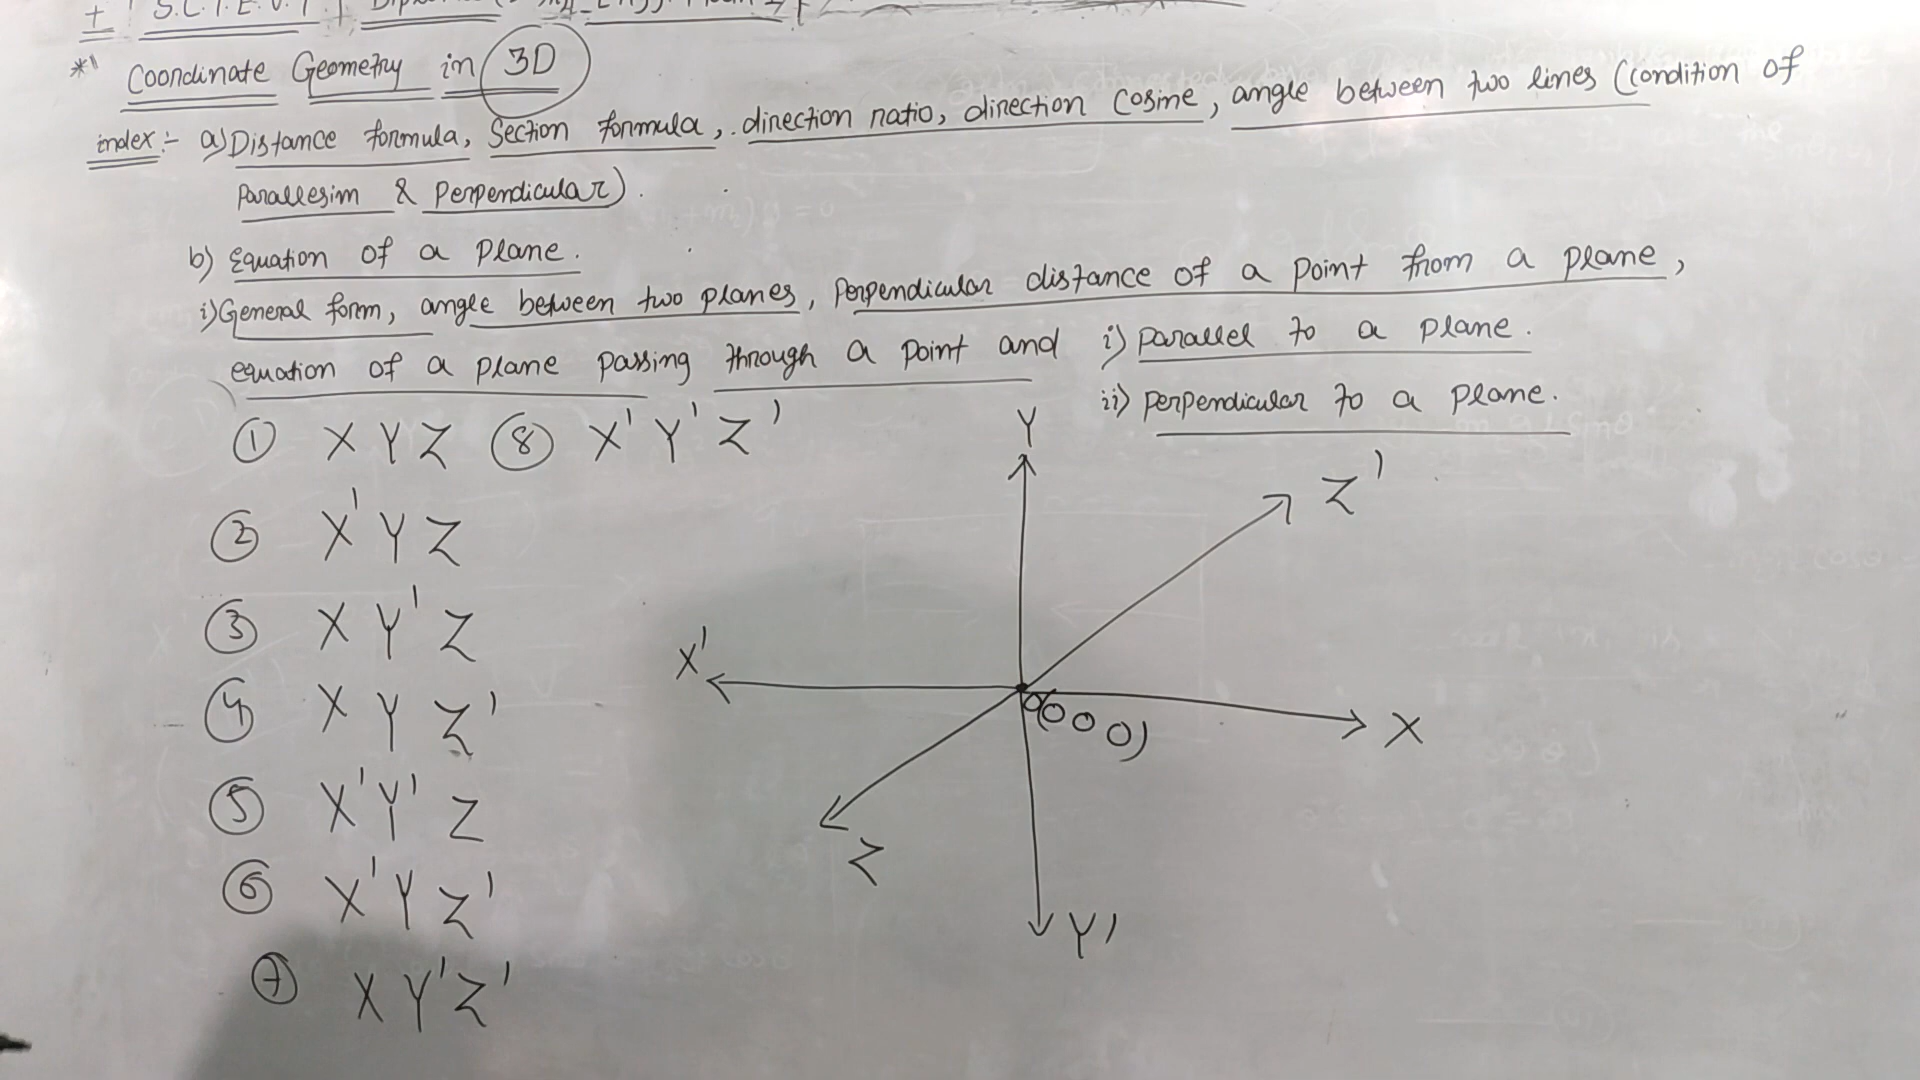 + S.C.T.E.V.T.
*1 Coordinate Geometry in 3D
index:- a) Distance formula, Section formula, direction ratio, direction Cosine, angle between two lines (condition of
Parallesim & Perpendicular).
b) Equation of a Plane.
i) General form, angle between two planes, Perpendicular distance of a point from a plane,
equation of a plane passing through a point and i) parallel to a plane.
ii) perpendicular to a plane.
① X Y Z ⑧ X' Y' Z'
② X' Y Z
③ X Y' Z
④ X Y Z'
⑤ X' Y' Z
⑥ X' Y Z'
⑦ X Y' Z'
Y
Z'
X'
O(0 0 0)
X
Z
Y'